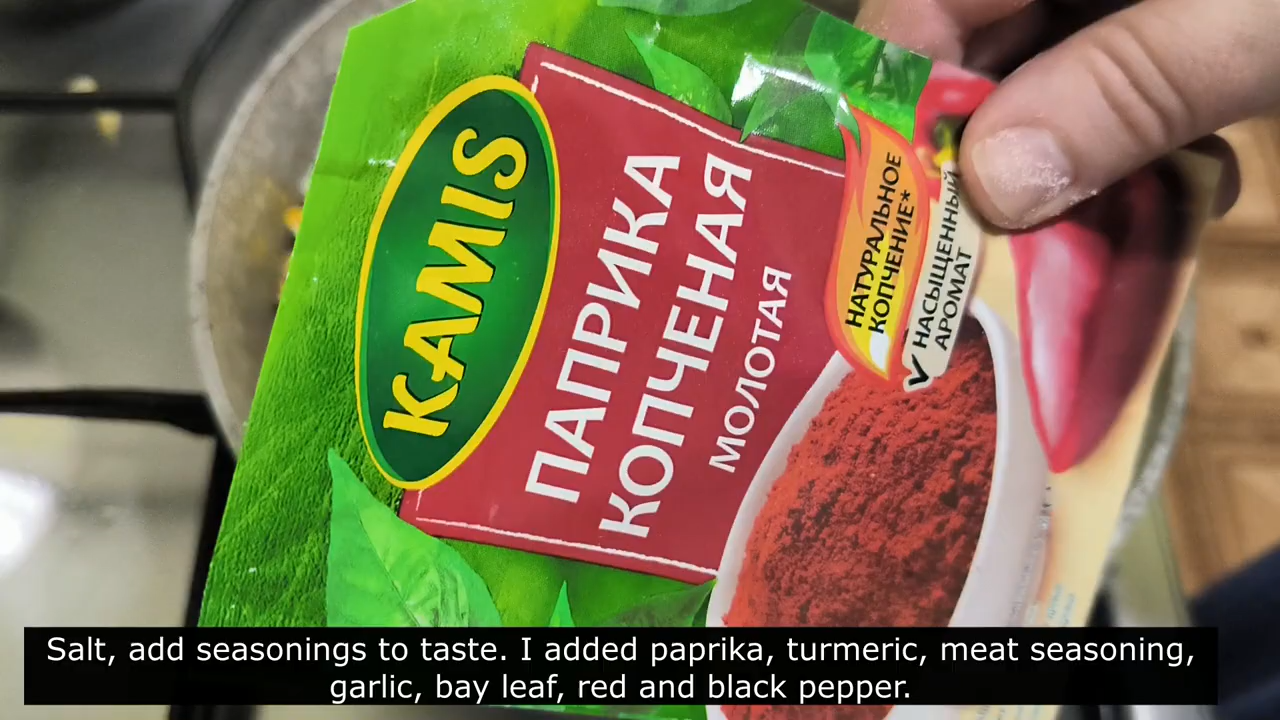 KAMIS
ПАПРИКА
КОПЧЕНАЯ
МОЛОТАЯ
НАТУРАЛЬНОЕ
КОПЧЕНИЕ*
НАСЫЩЕННЫЙ
АРОМАТ
Salt, add seasonings to taste. I added paprika, turmeric, meat seasoning,
garlic, bay leaf, red and black pepper.